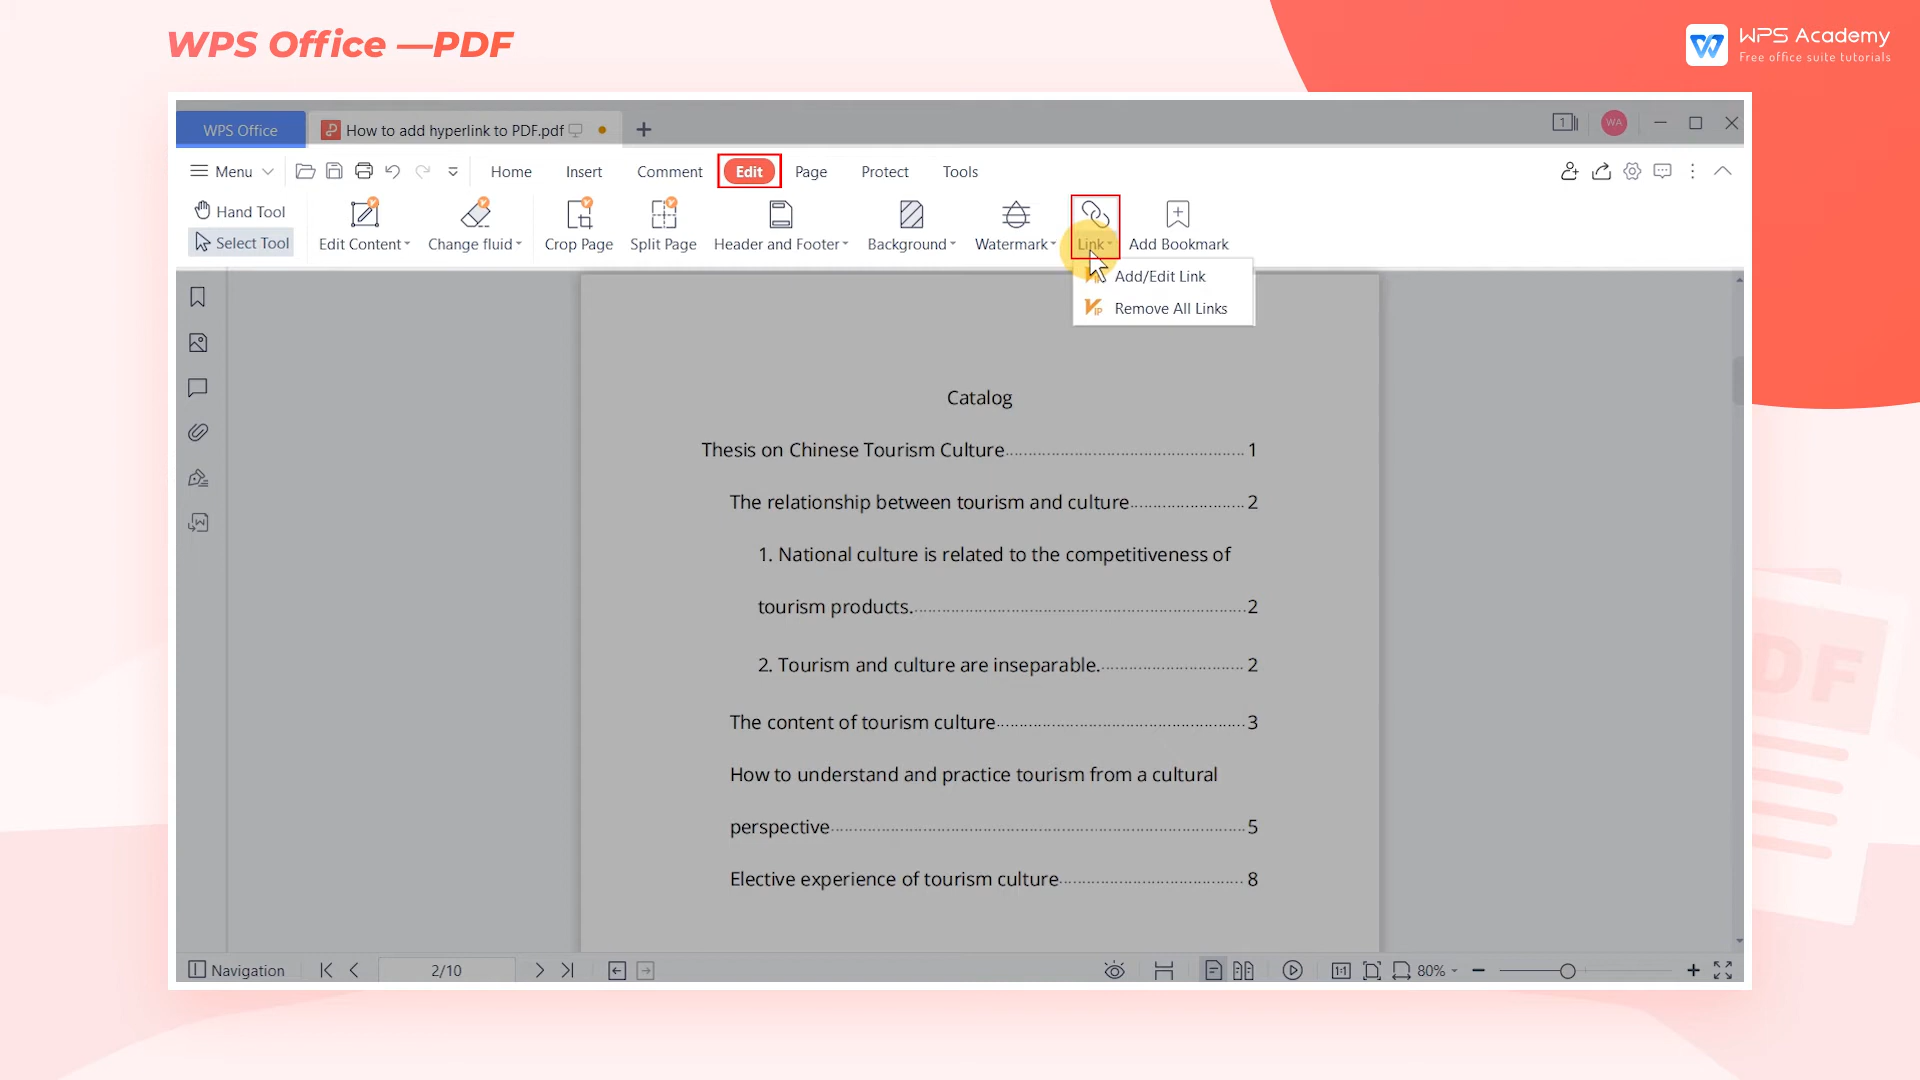 WPS Office —PDF
WPS Academy
Free office suite tutorials
WPS Office
How to add hyperlink to PDF.pdf
1
WA
Menu
Home
Insert
Comment
Edit
Page
Protect
Tools
Hand Tool
Select Tool
Edit Content
Change fluid
Crop Page
Split Page
Header and Footer
Background
Watermark
Link
Add Bookmark
Add/Edit Link
Remove All Links
Catalog
Thesis on Chinese Tourism Culture.....................................................1
The relationship between tourism and culture.........................2
1. National culture is related to the competitiveness of
tourism products.........................................................................2
2. Tourism and culture are inseparable................................2
The content of tourism culture......................................................3
How to understand and practice tourism from a cultural
perspective..........................................................................................5
Elective experience of tourism culture........................................8
PDF
Navigation
2/10
1:1
80%